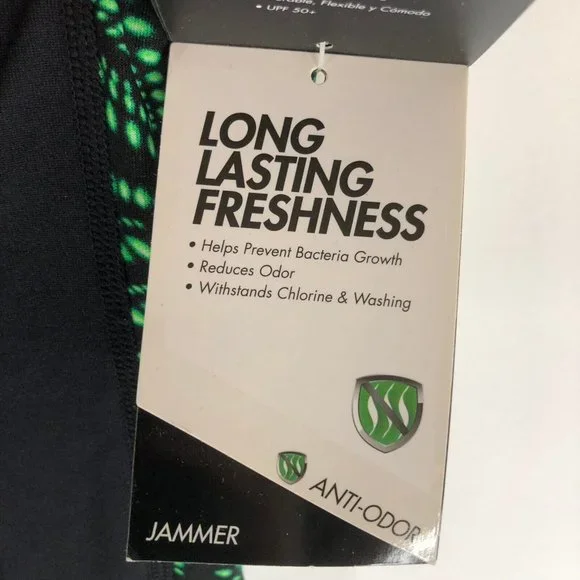 Flexible y Cómodo
• UPF 50+
LONG
LASTING
FRESHNESS
• Helps Prevent Bacteria Growth
• Reduces Odor
• Withstands Chlorine & Washing
ANTI-ODOR
JAMMER